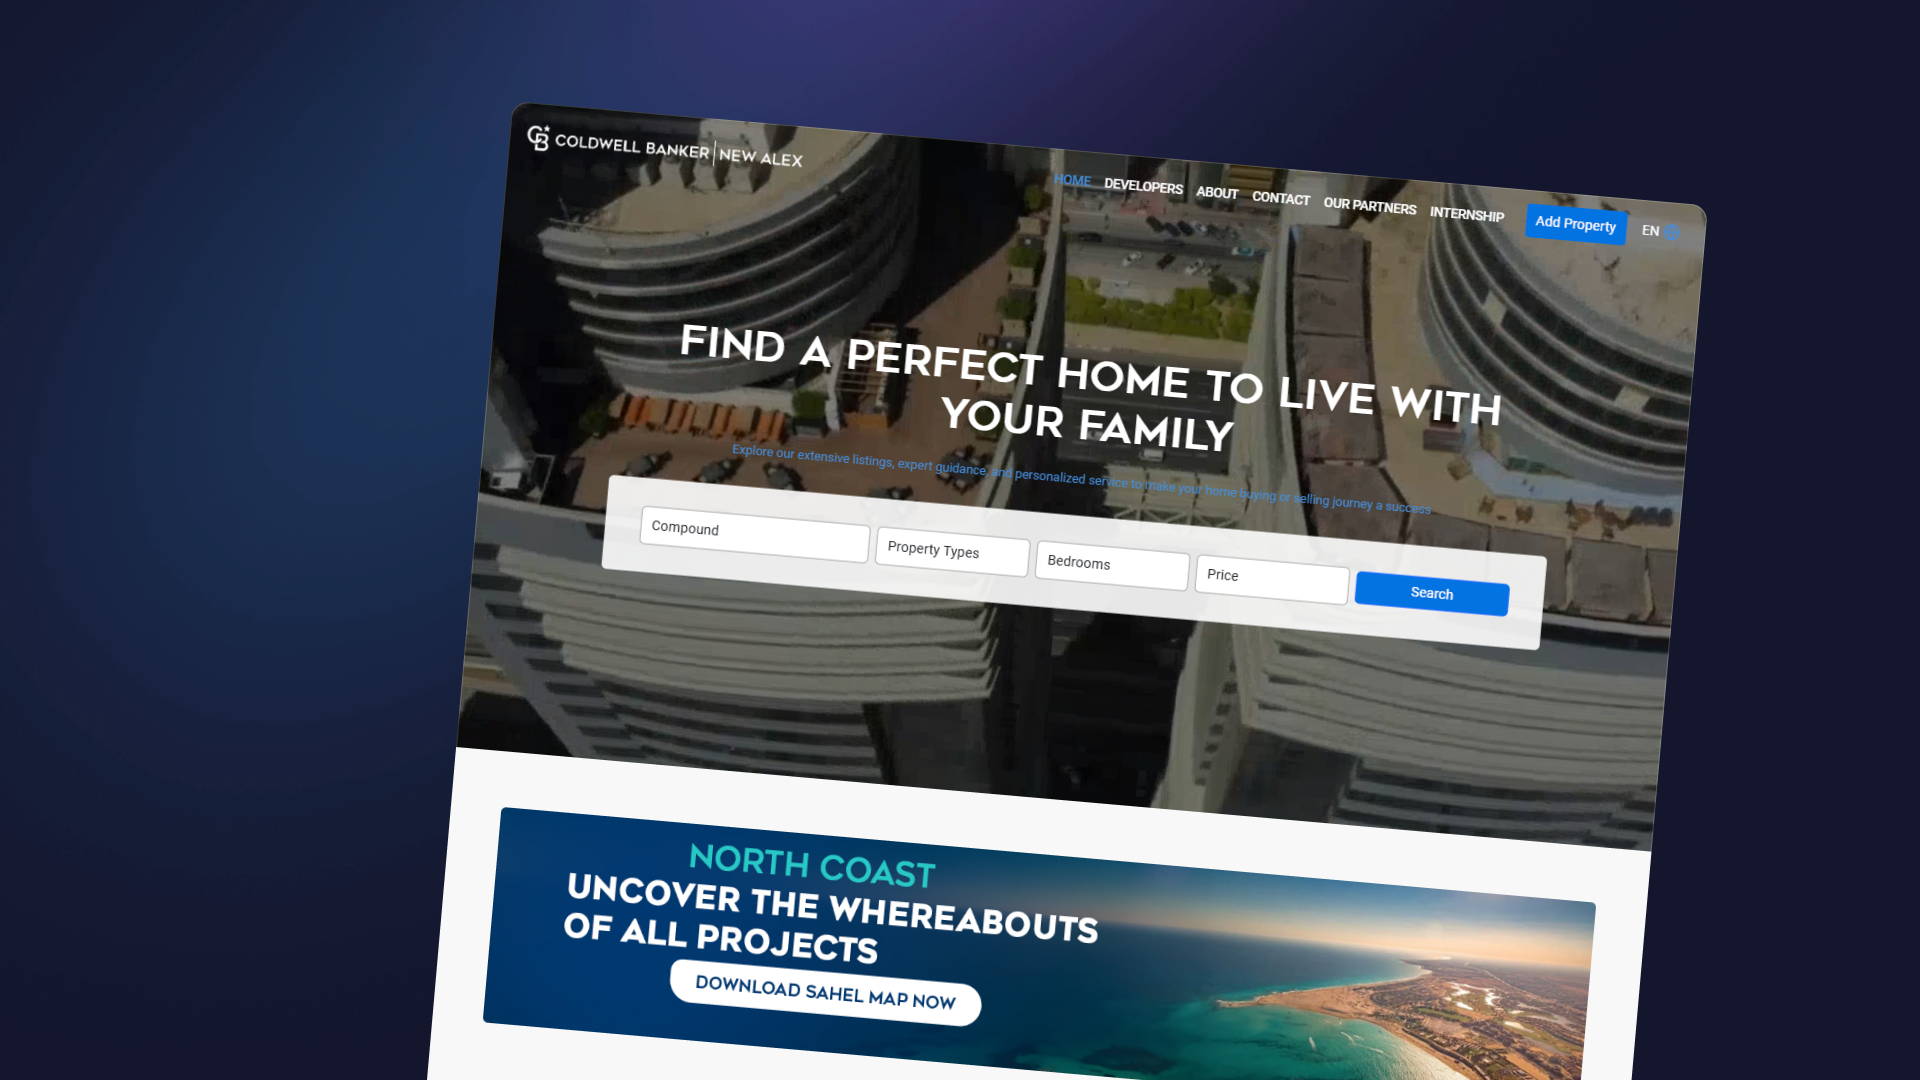 CB COLDWELL BANKER | NEW ALEX
HOME DEVELOPERS ABOUT CONTACT OUR PARTNERS INTERNSHIP Add Property EN
FIND A PERFECT HOME TO LIVE WITH
YOUR FAMILY
Explore our extensive listings, expert guidance, and personalized service to make your home buying or selling journey a success
Compound Property Types Bedrooms Price Search
NORTH COAST
UNCOVER THE WHEREABOUTS
OF ALL PROJECTS
DOWNLOAD SAHEL MAP NOW